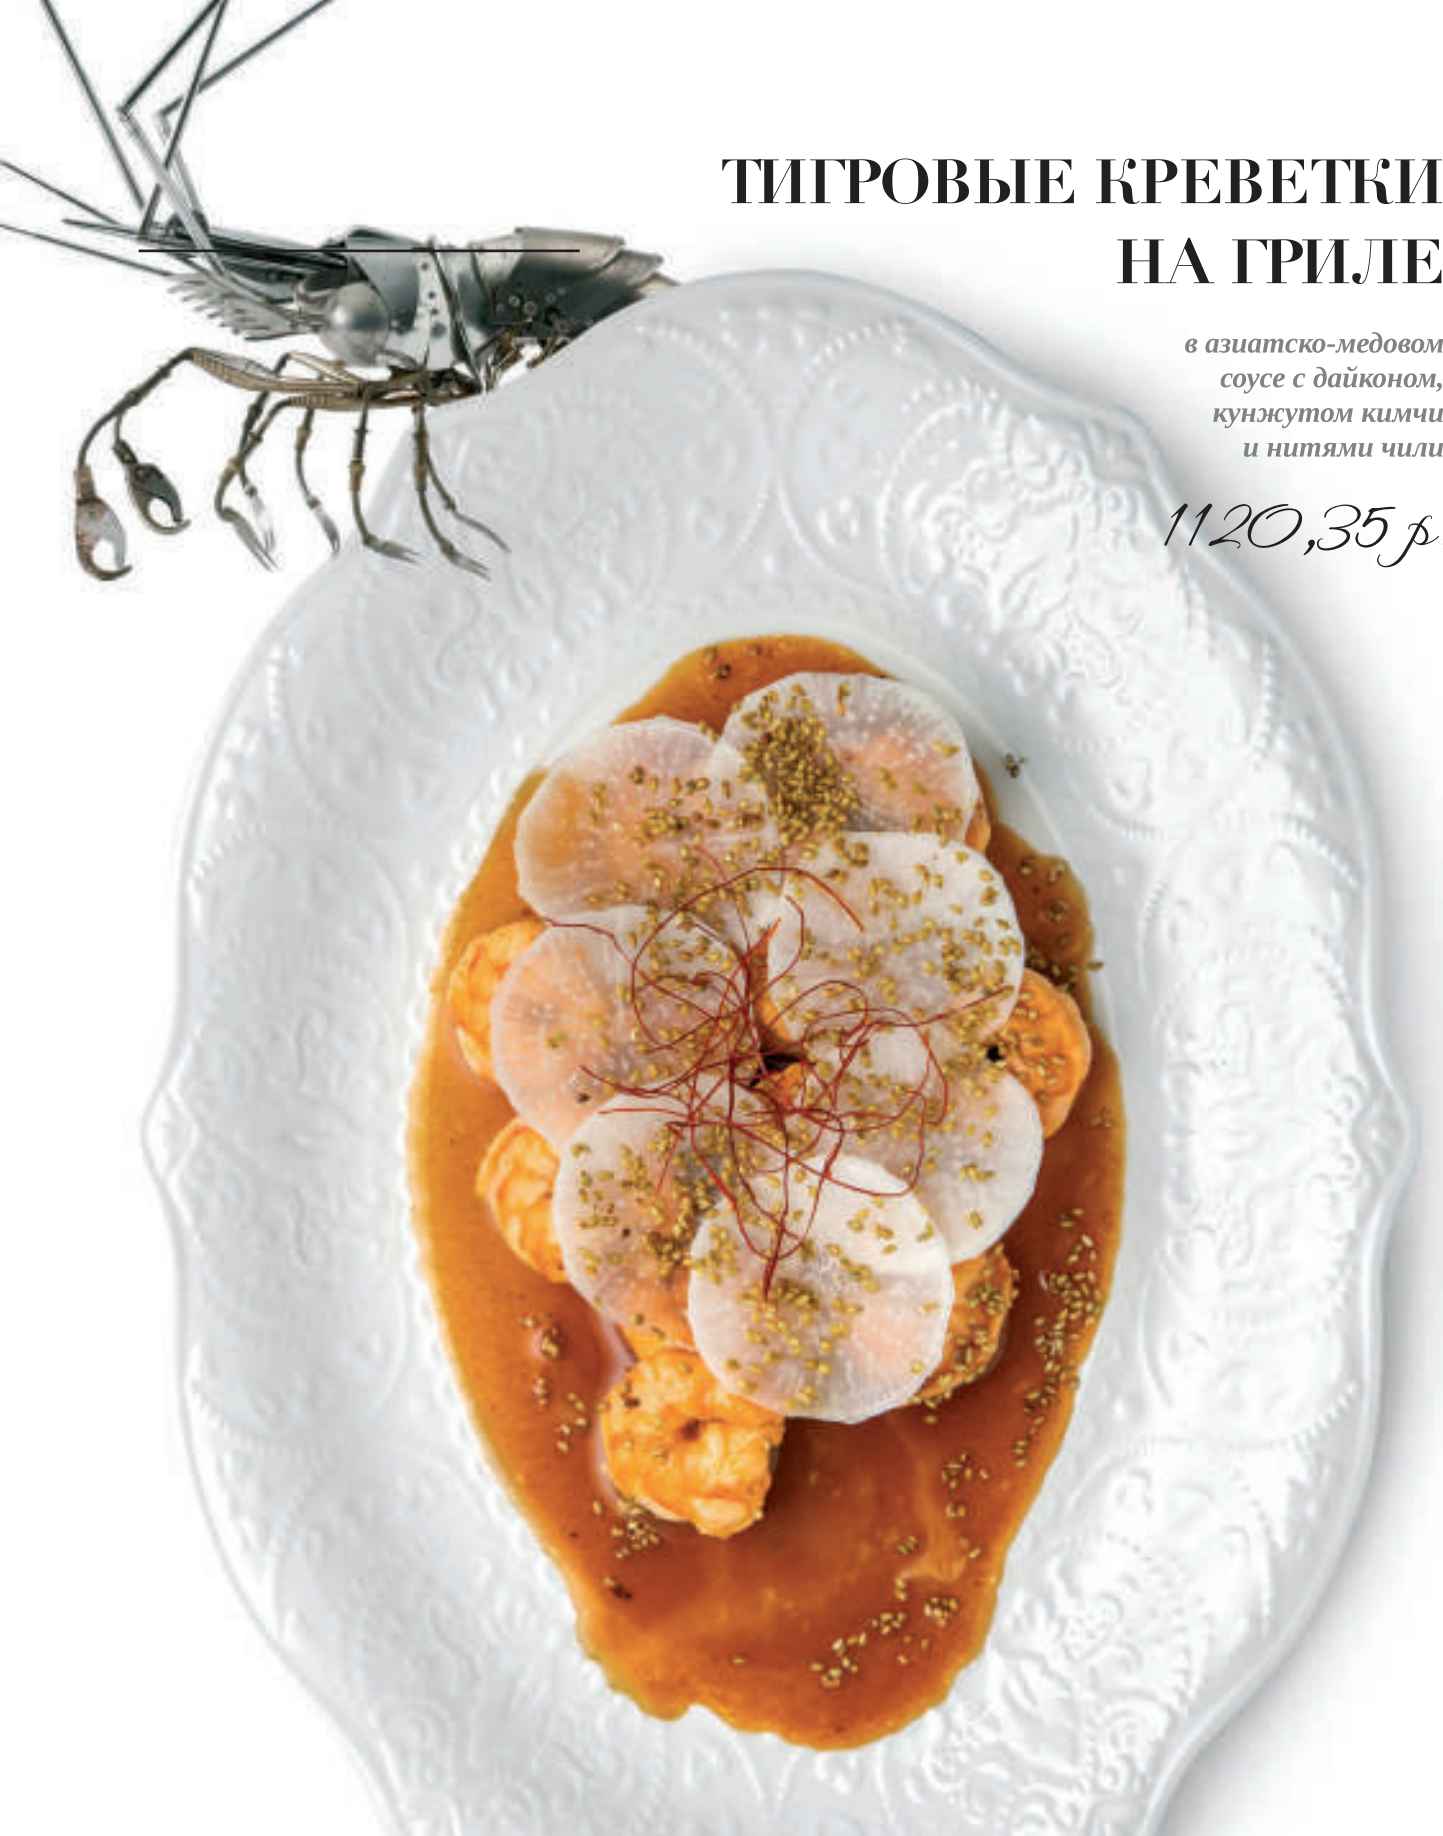 ТИГРОВЫЕ КРЕВЕТКИ
НА ГРИЛЕ
в азиатско-медовом
соусе с дайконом,
кунжутом кимчи
и нитями чили
1120,35 р